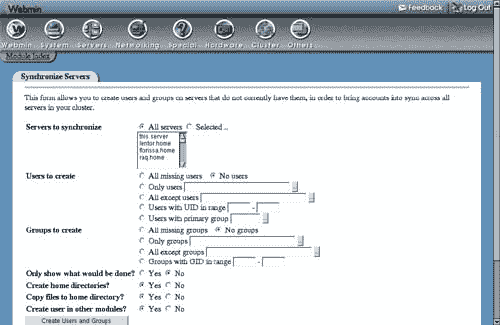 Webmin
Feedback
Log Out
Webmin System Servers Networking Special Hardware Cluster Others
Module Index
Synchronize Servers
This form allows you to create users and groups on servers that do not currently have them, in order to bring accounts into sync across all
servers in your cluster.
Servers to synchronize
All servers Selected ..
this server
lentor.home
florissa.home
raq.home
Users to create
All missing users No users
Only users
All except users
Users with UID in range -
Users with primary group
Groups to create
All missing groups No groups
Only groups
All except groups
Groups with GID in range -
Only show what would be done? Yes No
Create home directories? Yes No
Copy files to home directory? Yes No
Create user in other modules? Yes No
Create Users and Groups